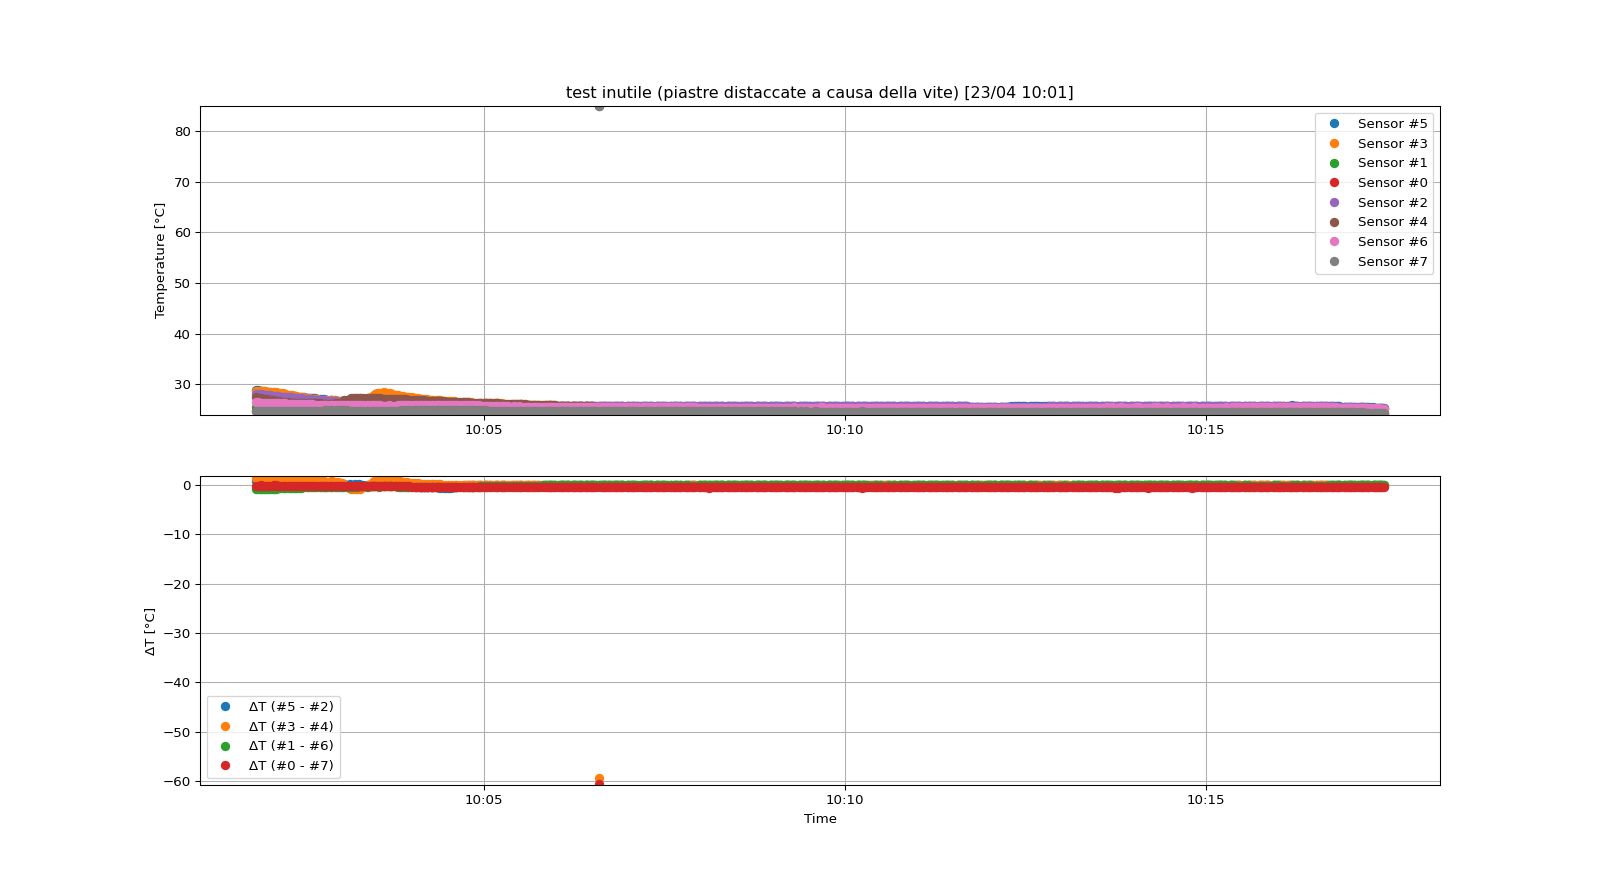 test inutile (piastre distaccate a causa della vite) [23/04 10:01]
Temperature [°C]
80
70
60
50
40
30
10:05
10:10
10:15
Sensor #5
Sensor #3
Sensor #1
Sensor #0
Sensor #2
Sensor #4
Sensor #6
Sensor #7
ΔT [°C]
0
−10
−20
−30
−40
−50
−60
ΔT (#5 - #2)
ΔT (#3 - #4)
ΔT (#1 - #6)
ΔT (#0 - #7)
10:05
10:10
10:15
Time